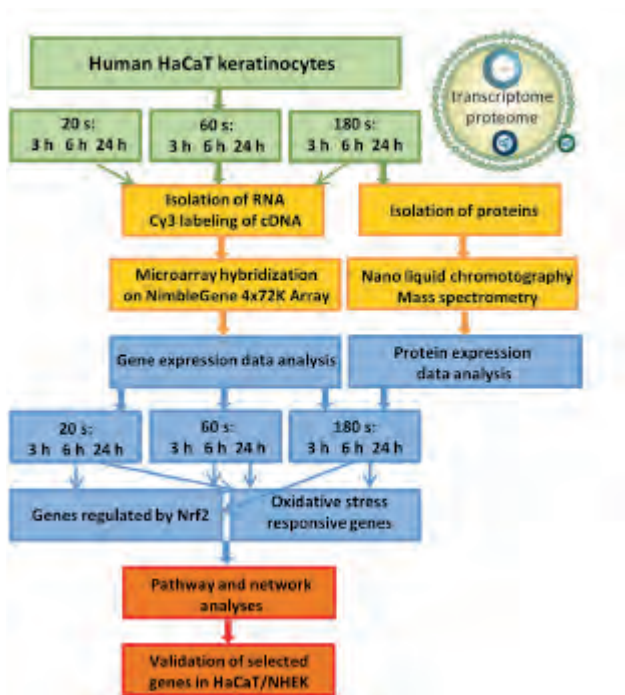 Human HaCaT keratinocytes
transcriptome
proteome
20 s:
3 h 6 h 24 h
60 s:
3 h 6 h 24 h
180 s:
3 h 6 h 24 h
Isolation of RNA
Cy3 labeling of cDNA
Isolation of proteins
Microarray hybridization
on NimbleGene 4x72K Array
Nano liquid chromotography
Mass spectrometry
Gene expression data analysis
Protein expression
data analysis
20 s:
3 h 6 h 24 h
60 s:
3 h 6 h 24 h
180 s:
3 h 6 h 24 h
Genes regulated by Nrf2
Oxidative stress
responsive genes
Pathway and network
analyses
Validation of selected
genes in HaCaT/NHEK